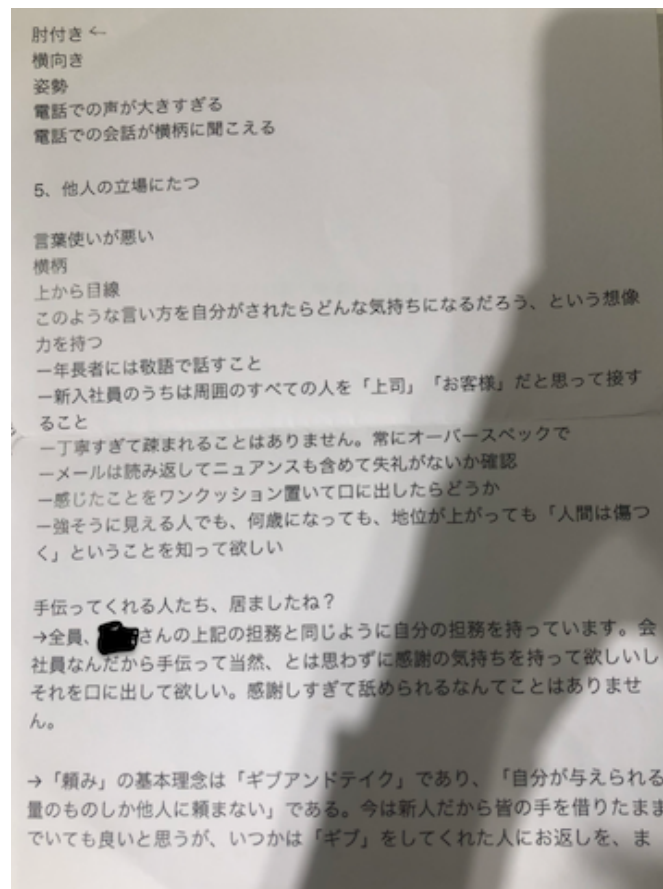 肘付き←
横向き
姿勢
電話での声が大きすぎる
電話での会話が横柄に聞こえる
5、他人の立場にたつ
言葉使いが悪い
横柄
上から目線
このような言い方を自分がされたらどんな気持ちになるだろう、という想像
力を持つ
ー年長者には敬語で話すこと
ー新入社員のうちは周囲のすべての人を「上司」「お客様」だと思って接す
ること
ー丁寧すぎて疎まれることはありません。常にオーバースペックで
ーメールは読み返してニュアンスも含めて失礼がないか確認
ー感じたことをワンクッション置いて口に出したらどうか
ー強そうに見える人でも、何歳になっても、地位が上がっても「人間は傷つ
く」ということを知って欲しい
手伝ってくれる人たち、居ましたね？
→全員、さんの上記の担務と同じように自分の担務を持っています。会
社員なんだから手伝って当然、とは思わずに感謝の気持ちを持って欲しいし
それを口に出して欲しい。感謝しすぎて舐められるなんてことはありませ
ん。
→「頼み」の基本理念は「ギブアンドテイク」であり、「自分が与えられる
量のものしか他人に頼まない」である。今は新人だから皆の手を借りたまま
でいても良いと思うが、いつかは「ギブ」をしてくれた人にお返しを、ま